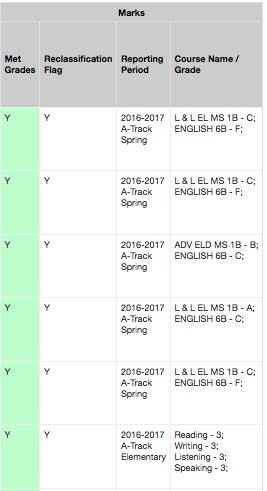 Marks
Met Grades
Reclassification Flag
Reporting Period
Course Name / Grade
Y
Y
2016-2017 A-Track Spring
L & L EL MS 1B - C;
ENGLISH 6B - F;
Y
Y
2016-2017 A-Track Spring
L & L EL MS 1B - C;
ENGLISH 6B - F;
Y
Y
2016-2017 A-Track Spring
ADV ELD MS 1B - B;
ENGLISH 6B - C;
Y
Y
2016-2017 A-Track Spring
L & L EL MS 1B - A;
ENGLISH 6B - C;
Y
Y
2016-2017 A-Track Spring
L & L EL MS 1B - C;
ENGLISH 6B - F;
Y
Y
2016-2017 A-Track Elementary
Reading - 3;
Writing - 3;
Listening - 3;
Speaking - 3;